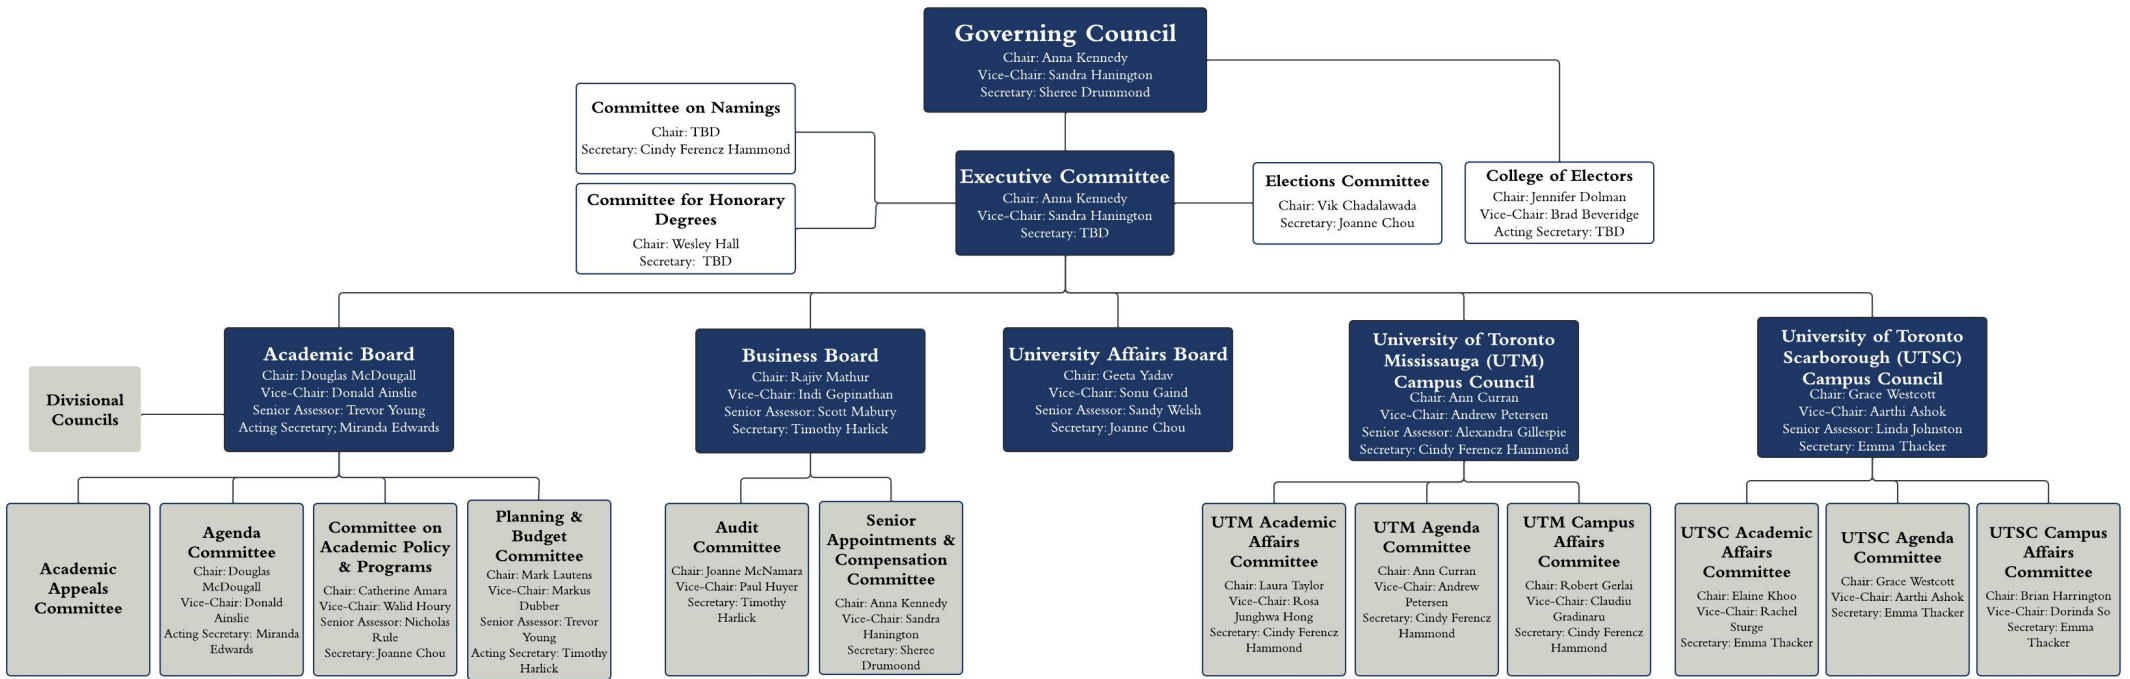 Governing Council
Chair: Anna Kennedy
Vice-Chair: Sandra Hanington
Secretary: Sheree Drummond
Committee on Namings
Chair: TBD
Secretary: Cindy Ferencz Hammond
Committee for Honorary
Degrees
Chair: Wesley Hall
Secretary: TBD
Executive Committee
Chair: Anna Kennedy
Vice-Chair: Sandra Hanington
Secretary: TBD
Elections Committee
Chair: Vik Chadalawada
Secretary: Joanne Chou
College of Electors
Chair: Jennifer Dolman
Vice-Chair: Brad Beveridge
Acting Secretary: TBD
Divisional
Councils
Academic Board
Chair: Douglas McDougall
Vice-Chair: Donald Ainslie
Senior Assessor: Trevor Young
Acting Secretary; Miranda Edwards
Business Board
Chair: Rajiv Mathur
Vice-Chair: Indi Gopinathan
Senior Assessor: Scott Mabury
Secretary: Timothy Harlick
University Affairs Board
Chair: Geeta Yadav
Vice-Chair: Sonu Gaind
Senior Assessor: Sandy Welsh
Secretary: Joanne Chou
University of Toronto
Mississauga (UTM)
Campus Council
Chair: Ann Curran
Vice-Chair: Andrew Petersen
Senior Assessor: Alexandra Gillespie
Secretary: Cindy Ferencz Hammond
University of Toronto
Scarborough (UTSC)
Campus Council
Chair: Grace Westcott
Vice-Chair: Aarthi Ashok
Senior Assessor: Linda Johnston
Secretary: Emma Thacker
Academic
Appeals
Committee
Agenda
Committee
Chair: Douglas
McDougall
Vice-Chair: Donald
Ainslie
Acting Secretary: Miranda
Edwards
Committee on
Academic Policy
& Programs
Chair: Catherine Amara
Vice-Chair: Walid Houry
Senior Assessor: Nicholas
Rule
Secretary: Joanne Chou
Planning &
Budget
Committee
Chair: Mark Lautens
Vice-Chair: Markus
Dubber
Senior Assessor: Trevor
Young
Acting Secretary: Timothy
Harlick
Audit
Committee
Chair: Joanne McNamara
Vice-Chair: Paul Huyer
Secretary: Timothy
Harlick
Senior
Appointments &
Compensation
Committee
Chair: Anna Kennedy
Vice-Chair: Sandra
Hanington
Secretary: Sheree
Drumoond
UTM Academic
Affairs
Committee
Chair: Laura Taylor
Vice-Chair: Rosa
Junghwa Hong
Secretary: Cindy Ferencz
Hammond
UTM Agenda
Committee
Chair: Ann Curran
Vice-Chair: Andrew
Petersen
Secretary: Cindy Ferencz
Hammond
UTM Campus
Affairs
Commitee
Chair: Robert Gerlai
Vice-Chair: Claudiu
Gradinaru
Secretary: Cindy Ferencz
Hammond
UTSC Academic
Affairs
Committee
Chair: Elaine Khoo
Vice-Chair: Rachel
Sturge
Secretary: Emma Thacker
UTSC Agenda
Committee
Chair: Grace Westcott
Vice-Chair: Aarthi Ashok
Secretary: Emma Thacker
UTSC Campus
Affairs
Committee
Chair: Brian Harrington
Vice-Chair: Dorinda So
Secretary: Emma
Thacker